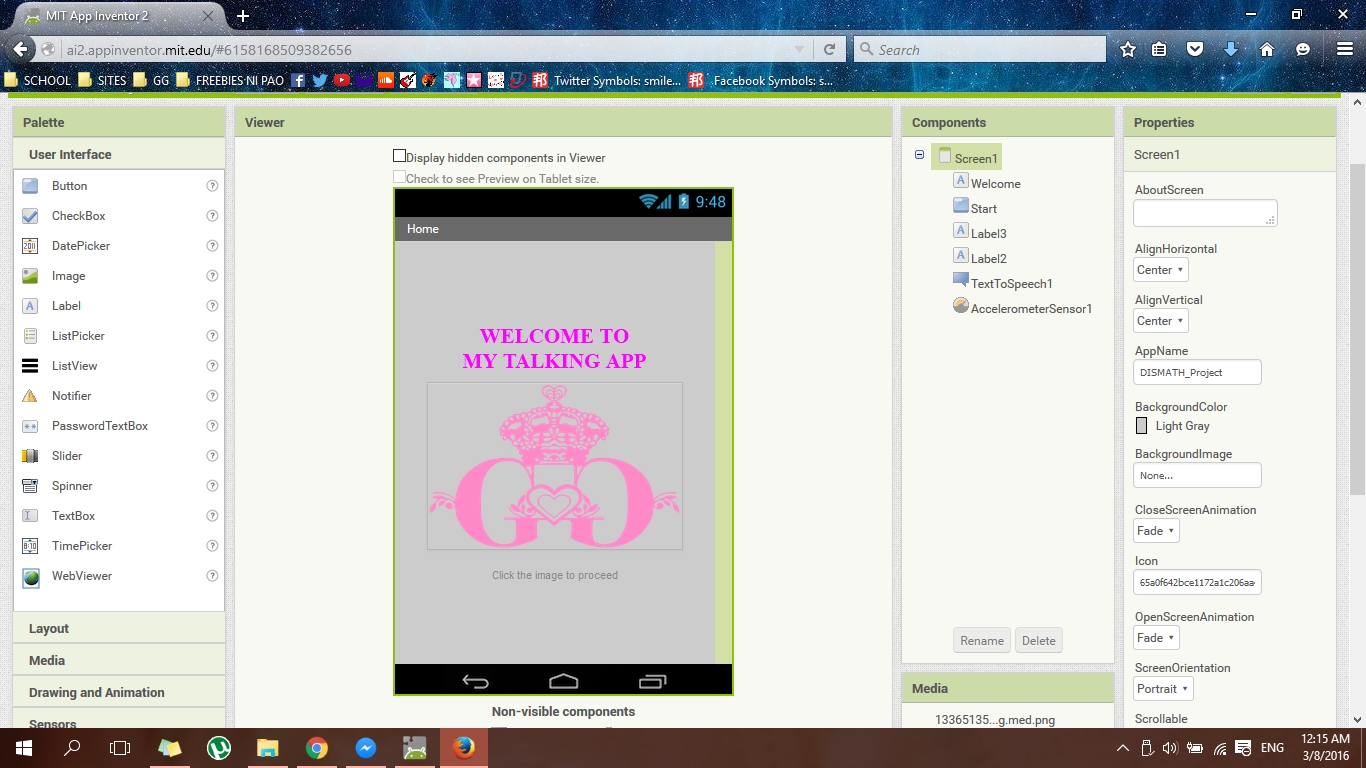 MIT App Inventor 2
ai2.appinventor.mit.edu/#6158168509382656
Search
SCHOOL SITES GG FREEBIES NI PAO Twitter Symbols: smile... Facebook Symbols: s...
Palette
User Interface
Button
CheckBox
DatePicker
Image
Label
ListPicker
ListView
Notifier
PasswordTextBox
Slider
Spinner
TextBox
TimePicker
WebViewer
Layout
Media
Drawing and Animation
Sensors
Viewer
Display hidden components in Viewer
Check to see Preview on Tablet size.
9:48
Home
WELCOME TO
MY TALKING APP
GG
Click the image to proceed
Non-visible components
Components
Screen1
Welcome
Start
Label3
Label2
TextToSpeech1
AccelerometerSensor1
Rename Delete
Media
13365135...g.med.png
Properties
Screen1
AboutScreen
AlignHorizontal
Center
AlignVertical
Center
AppName
DISMATH_Project
BackgroundColor
Light Gray
BackgroundImage
None...
CloseScreenAnimation
Fade
Icon
65a0f642bce1172a1c206aa
OpenScreenAnimation
Fade
ScreenOrientation
Portrait
Scrollable
ENG
12:15 AM
3/8/2016